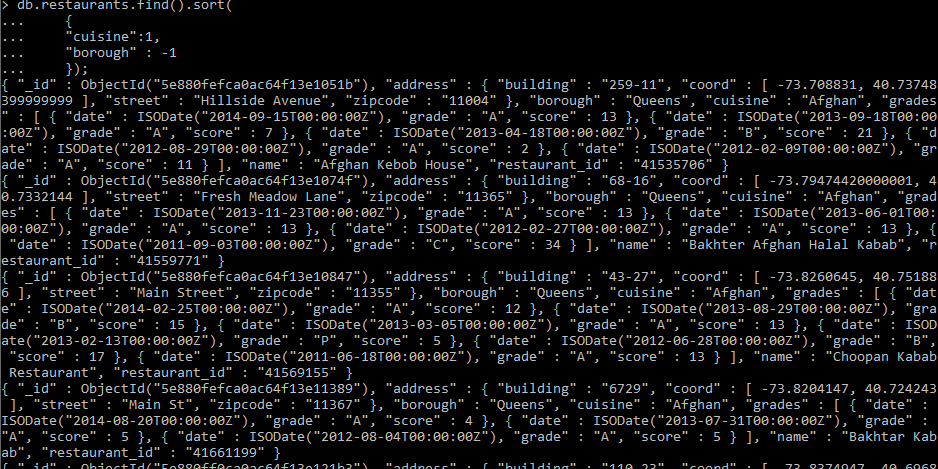 > db.restaurants.find().sort(
... {
... "cuisine":1,
... "borough" : -1
... });
{ "_id" : ObjectId("5e880fefca0ac64f13e1051b"), "address" : { "building" : "259-11", "coord" : [ -73.708831, 40.73748
399999999 ], "street" : "Hillside Avenue", "zipcode" : "11004" }, "borough" : "Queens", "cuisine" : "Afghan", "grades"
: [ { "date" : ISODate("2014-09-15T00:00:00Z"), "grade" : "A", "score" : 13 }, { "date" : ISODate("2013-09-18T00:00
:00Z"), "grade" : "A", "score" : 7 }, { "date" : ISODate("2013-04-18T00:00:00Z"), "grade" : "B", "score" : 21 }, { "d
ate" : ISODate("2012-08-29T00:00:00Z"), "grade" : "A", "score" : 2 }, { "date" : ISODate("2012-02-09T00:00:00Z"), "gr
ade" : "A", "score" : 11 } ], "name" : "Afghan Kebob House", "restaurant_id" : "41535706" }
{ "_id" : ObjectId("5e880fefca0ac64f13e1074f"), "address" : { "building" : "68-16", "coord" : [ -73.79474420000001, 4
0.7332144 ], "street" : "Fresh Meadow Lane", "zipcode" : "11365" }, "borough" : "Queens", "cuisine" : "Afghan", "grad
es" : [ { "date" : ISODate("2013-11-23T00:00:00Z"), "grade" : "A", "score" : 13 }, { "date" : ISODate("2013-06-01T00:
00:00Z"), "grade" : "A", "score" : 13 }, { "date" : ISODate("2012-02-27T00:00:00Z"), "grade" : "A", "score" : 13 }, {
"date" : ISODate("2011-09-03T00:00:00Z"), "grade" : "C", "score" : 34 } ], "name" : "Bakhter Afghan Halal Kabab", "r
estaurant_id" : "41559771" }
{ "_id" : ObjectId("5e880fefca0ac64f13e10847"), "address" : { "building" : "43-27", "coord" : [ -73.8260645, 40.75188
6 ], "street" : "Main Street", "zipcode" : "11355" }, "borough" : "Queens", "cuisine" : "Afghan", "grades" : [ { "dat
e" : ISODate("2014-02-25T00:00:00Z"), "grade" : "A", "score" : 12 }, { "date" : ISODate("2013-08-29T00:00:00Z"), "gra
de" : "B", "score" : 15 }, { "date" : ISODate("2013-03-05T00:00:00Z"), "grade" : "A", "score" : 13 }, { "date" : ISOD
ate("2013-02-13T00:00:00Z"), "grade" : "P", "score" : 5 }, { "date" : ISODate("2012-06-28T00:00:00Z"), "grade" : "B",
"score" : 17 }, { "date" : ISODate("2011-06-18T00:00:00Z"), "grade" : "A", "score" : 13 } ], "name" : "Choopan Kabab
Restaurant", "restaurant_id" : "41569155" }
{ "_id" : ObjectId("5e880fefca0ac64f13e11389"), "address" : { "building" : "6729", "coord" : [ -73.8204147, 40.724243
], "street" : "Main St", "zipcode" : "11367" }, "borough" : "Queens", "cuisine" : "Afghan", "grades" : [ { "date" :
ISODate("2014-08-20T00:00:00Z"), "grade" : "A", "score" : 4 }, { "date" : ISODate("2013-07-31T00:00:00Z"), "grade" :
"A", "score" : 5 }, { "date" : ISODate("2012-08-04T00:00:00Z"), "grade" : "A", "score" : 5 } ], "name" : "Bakhtar Kab
ab", "restaurant_id" : "41661199" }